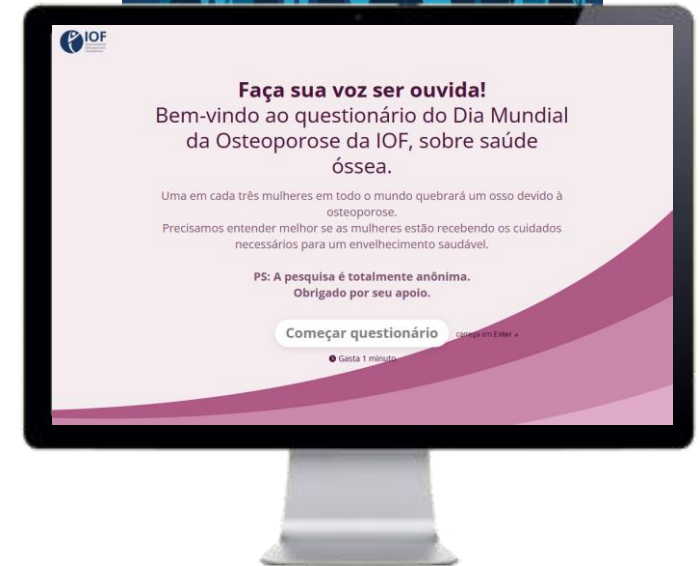 IOF
Faça sua voz ser ouvida!
Bem-vindo ao questionário do Dia Mundial
da Osteoporose da IOF, sobre saúde
óssea.
Uma em cada três mulheres em todo o mundo quebrará um osso devido à
osteoporose.
Precisamos entender melhor se as mulheres estão recebendo os cuidados
necessários para um envelhecimento saudável.
PS: A pesquisa é totalmente anônima.
Obrigado por seu apoio.
Começar questionário
carrega em Enter
Gasta 1 minuto